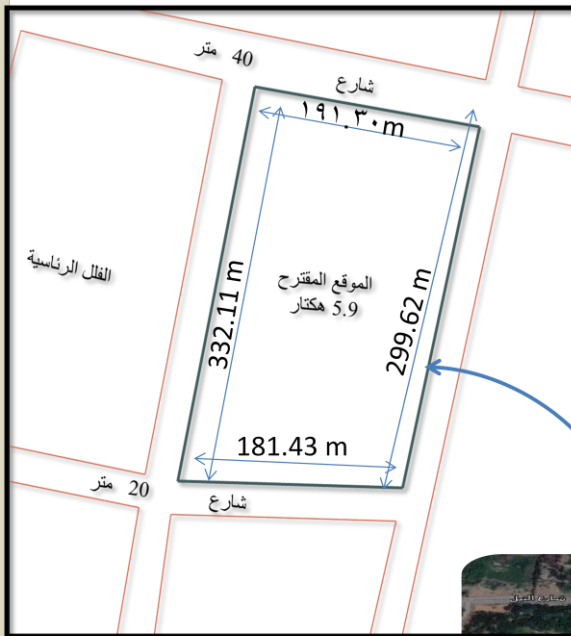 40 متر
شارع
١٩١.٣٠m
الفلل الرئاسية
الموقع المقترح
5.9 هكتار
332.11 m
299.62 m
181.43 m
20 متر
شارع